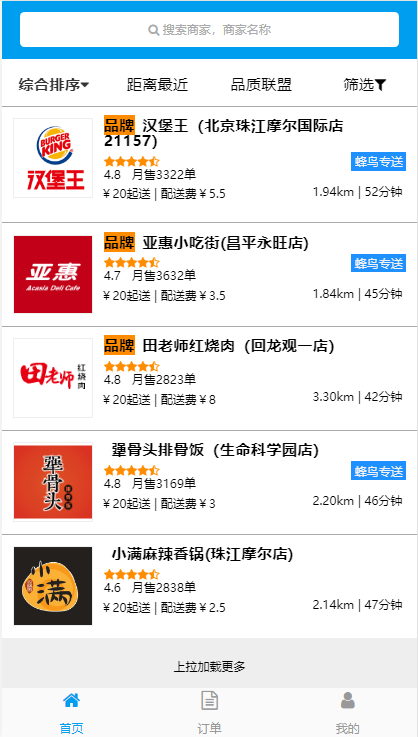 搜索商家，商家名称
综合排序 距离最近 品质联盟 筛选
BURGER KING
汉堡王
品牌 汉堡王（北京珠江摩尔国际店21157)
蜂鸟专送
4.8 月售3322单
¥20起送 | 配送费¥5.5
1.94km | 52分钟
亚惠
Acasia Deli Cafe
品牌 亚惠小吃街(昌平永旺店)
蜂鸟专送
4.7 月售3632单
¥20起送 | 配送费¥3.5
1.84km | 45分钟
田老师
红烧肉
品牌 田老师红烧肉（回龙观一店）
4.8 月售2823单
¥20起送 | 配送费¥8
3.30km | 42分钟
犟骨头
排骨饭
犟骨头排骨饭（生命科学园店）
蜂鸟专送
4.8 月售3169单
¥20起送 | 配送费¥3
2.20km | 46分钟
小满
小满麻辣香锅(珠江摩尔店)
4.6 月售2838单
¥20起送 | 配送费¥2.5
2.14km | 47分钟
上拉加载更多
首页 订单 我的